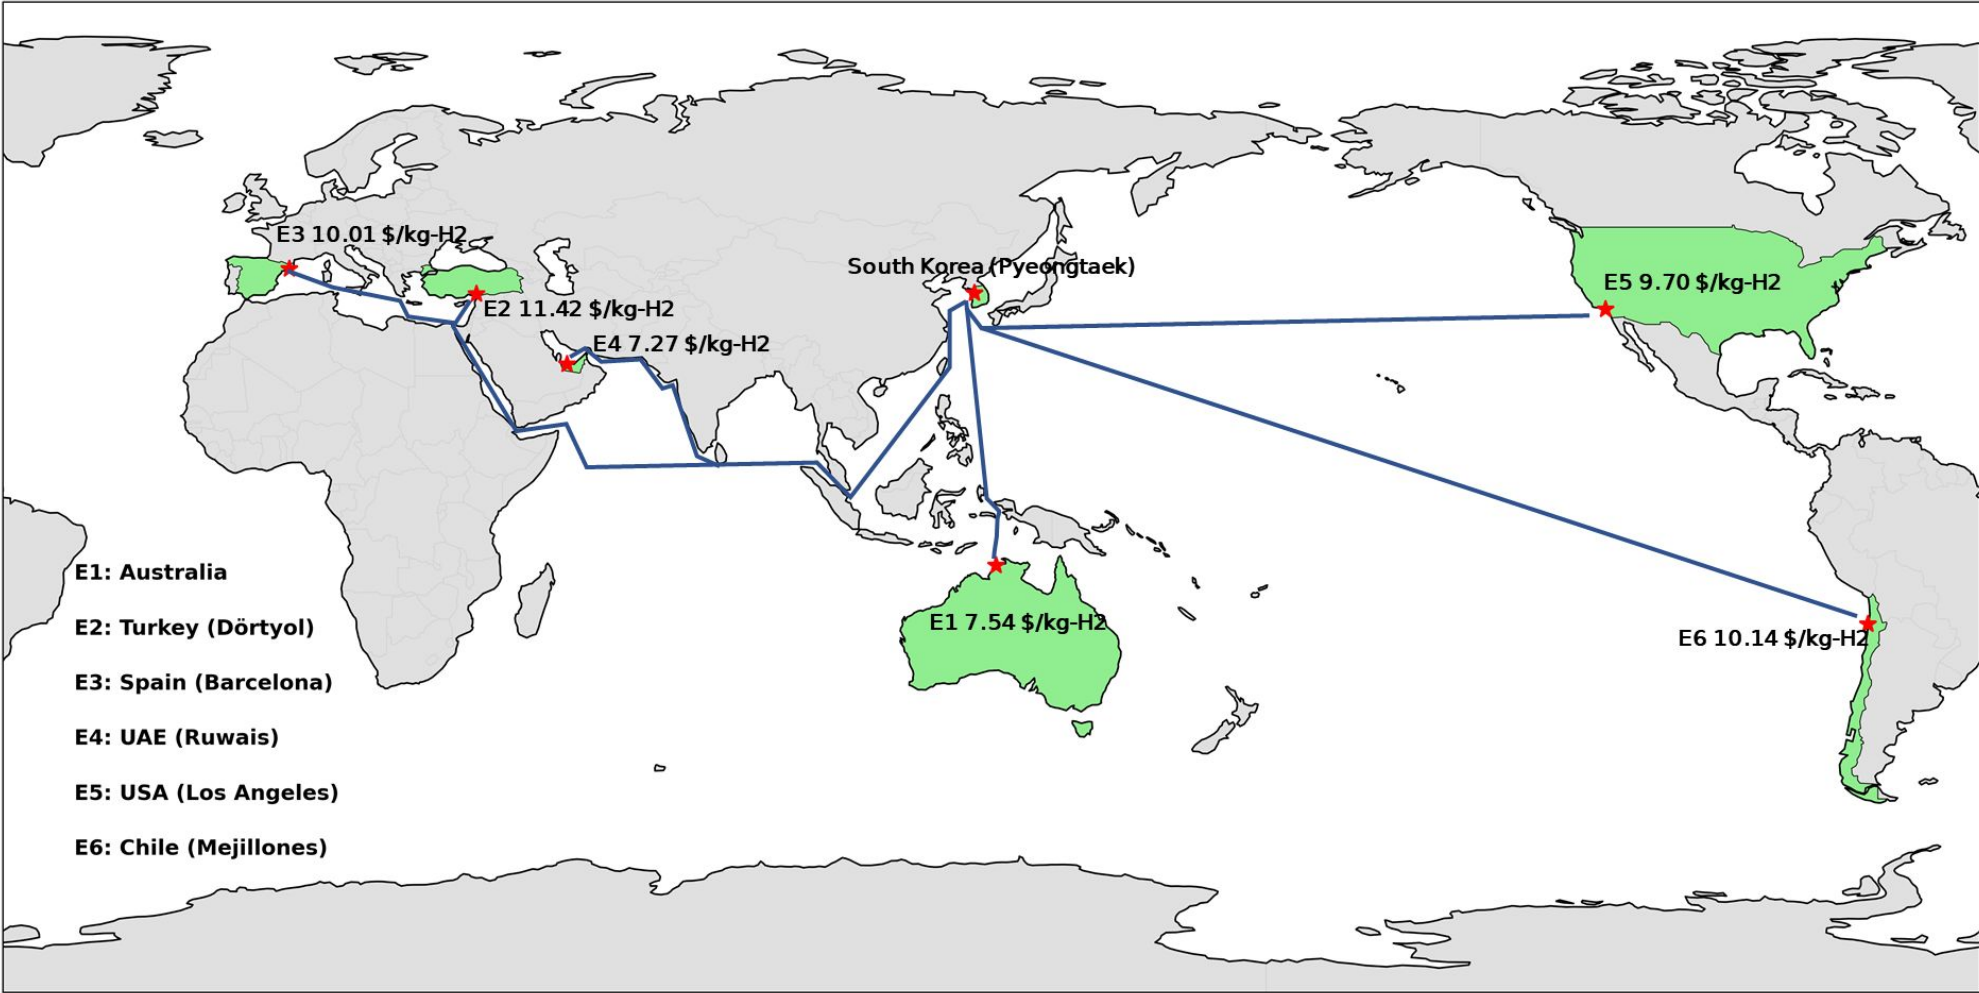 E3 10.01 $/kg-H2
South Korea (Pyeongtaek)
E5 9.70 $/kg-H2
E2 11.42 $/kg-H2
E4 7.27 $/kg-H2
E1: Australia
E1 7.54 $/kg-H2
E2: Turkey (Dörtyol)
E6 10.14 $/kg-H2
E3: Spain (Barcelona)
E4: UAE (Ruwais)
E5: USA (Los Angeles)
E6: Chile (Mejillones)